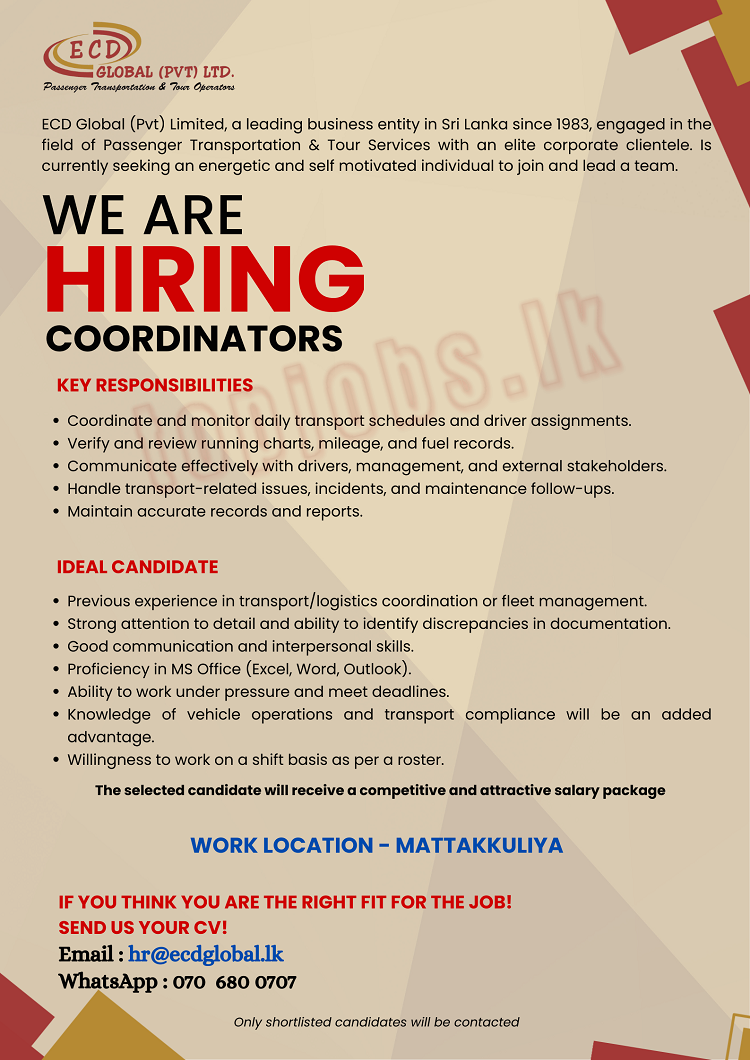 ECD
GLOBAL (PVT) LTD.
Passenger Transportation & Tour Operators
ECD Global (Pvt) Limited, a leading business entity in Sri Lanka since 1983, engaged in the
field of Passenger Transportation & Tour Services with an elite corporate clientele. Is
currently seeking an energetic and self motivated individual to join and lead a team.
WE ARE
HIRING
COORDINATORS
topjobs.lk
KEY RESPONSIBILITIES
• Coordinate and monitor daily transport schedules and driver assignments.
• Verify and review running charts, mileage, and fuel records.
• Communicate effectively with drivers, management, and external stakeholders.
• Handle transport-related issues, incidents, and maintenance follow-ups.
• Maintain accurate records and reports.
IDEAL CANDIDATE
• Previous experience in transport/logistics coordination or fleet management.
• Strong attention to detail and ability to identify discrepancies in documentation.
• Good communication and interpersonal skills.
• Proficiency in MS Office (Excel, Word, Outlook).
• Ability to work under pressure and meet deadlines.
• Knowledge of vehicle operations and transport compliance will be an added
advantage.
• Willingness to work on a shift basis as per a roster.
The selected candidate will receive a competitive and attractive salary package
WORK LOCATION - MATTAKKULIYA
IF YOU THINK YOU ARE THE RIGHT FIT FOR THE JOB!
SEND US YOUR CV!
Email : hr@ecdglobal.lk
WhatsApp : 070 680 0707
Only shortlisted candidates will be contacted